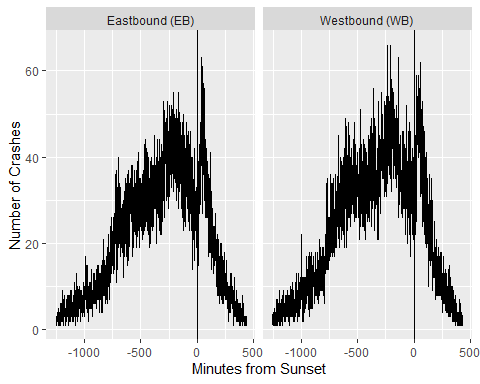 Eastbound (EB) Westbound (WB)
60
40
20
0
Number of Crashes
-1000 -500 0 500 -1000 -500 0 500
Minutes from Sunset